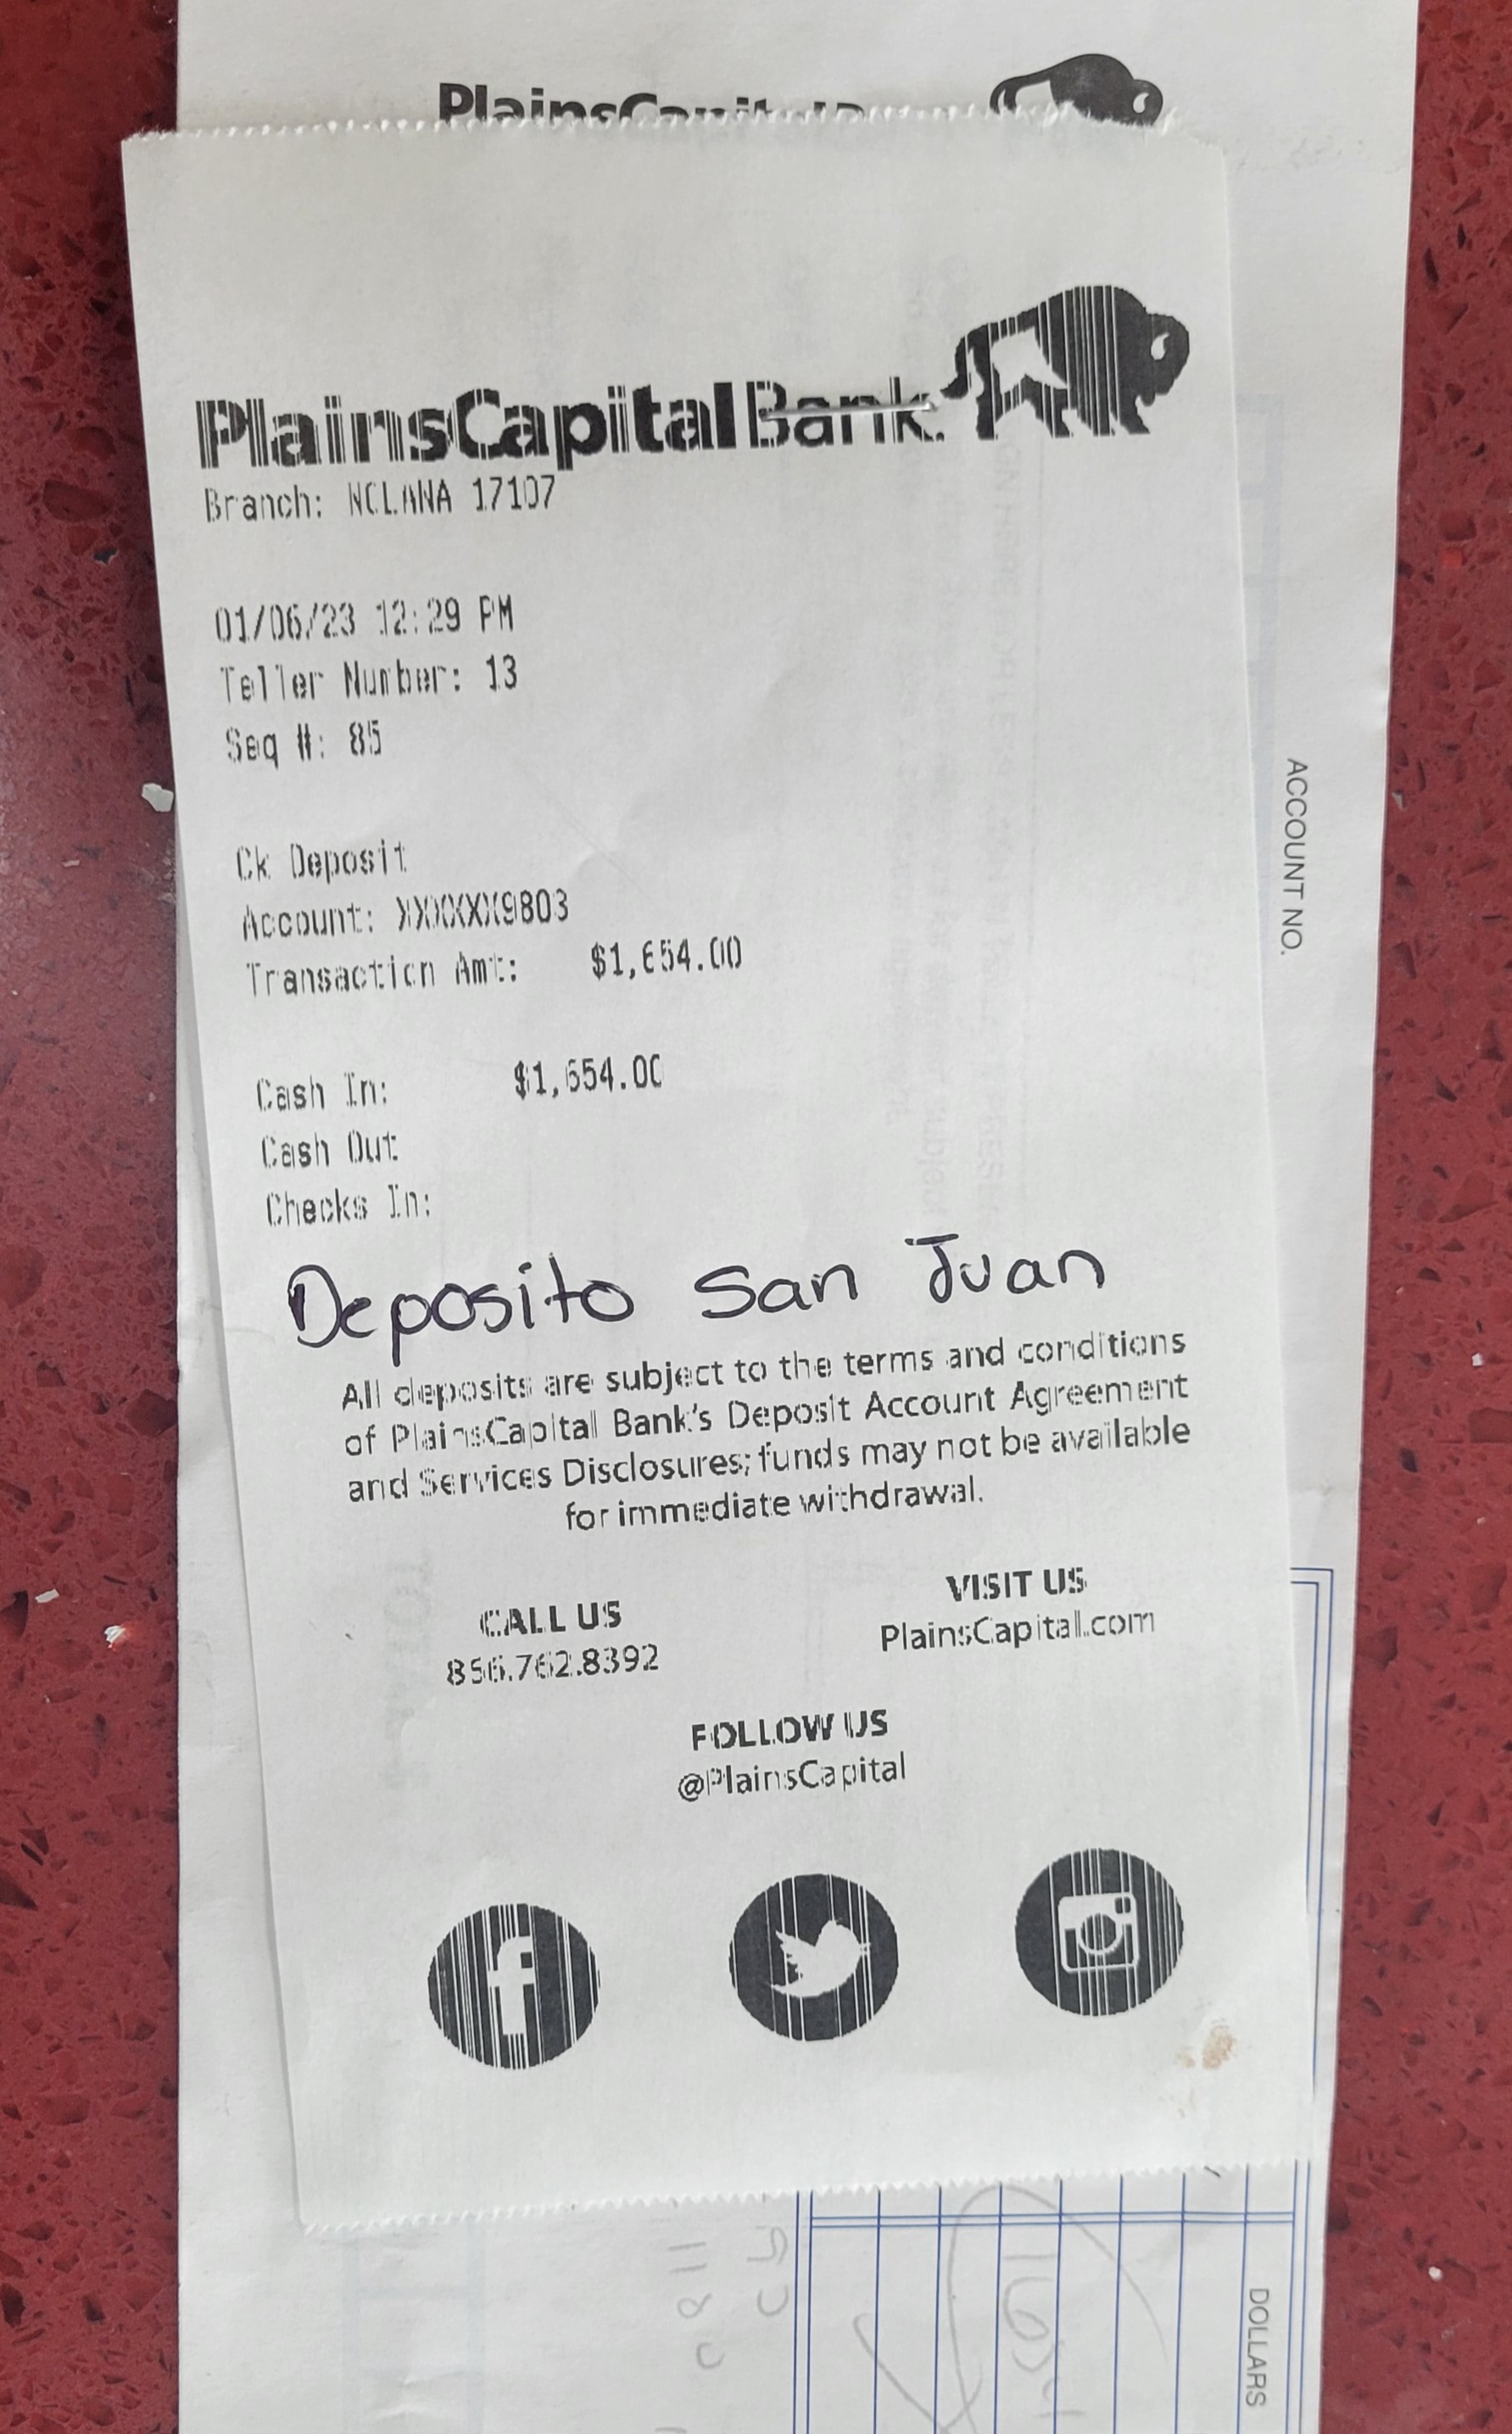 PlainsCapital Bank.
Branch: NCLANA 17107
01/06/23 12:29 PM
Teller Number: 13
Seq #: 85
Ck Deposit
Account: XXXXXX9803
Transaction Amt: $1,654.00
Cash In: $1,654.00
Cash Out
Checks In:
Deposito San Juan
All deposits are subject to the terms and conditions
of PlainsCapital Bank's Deposit Account Agreement
and Services Disclosures; funds may not be available
for immediate withdrawal.
CALL US
856.762.8392
VISIT US
PlainsCapital.com
FOLLOW US
@PlainsCapital
ACCOUNT NO.
DOLLARS